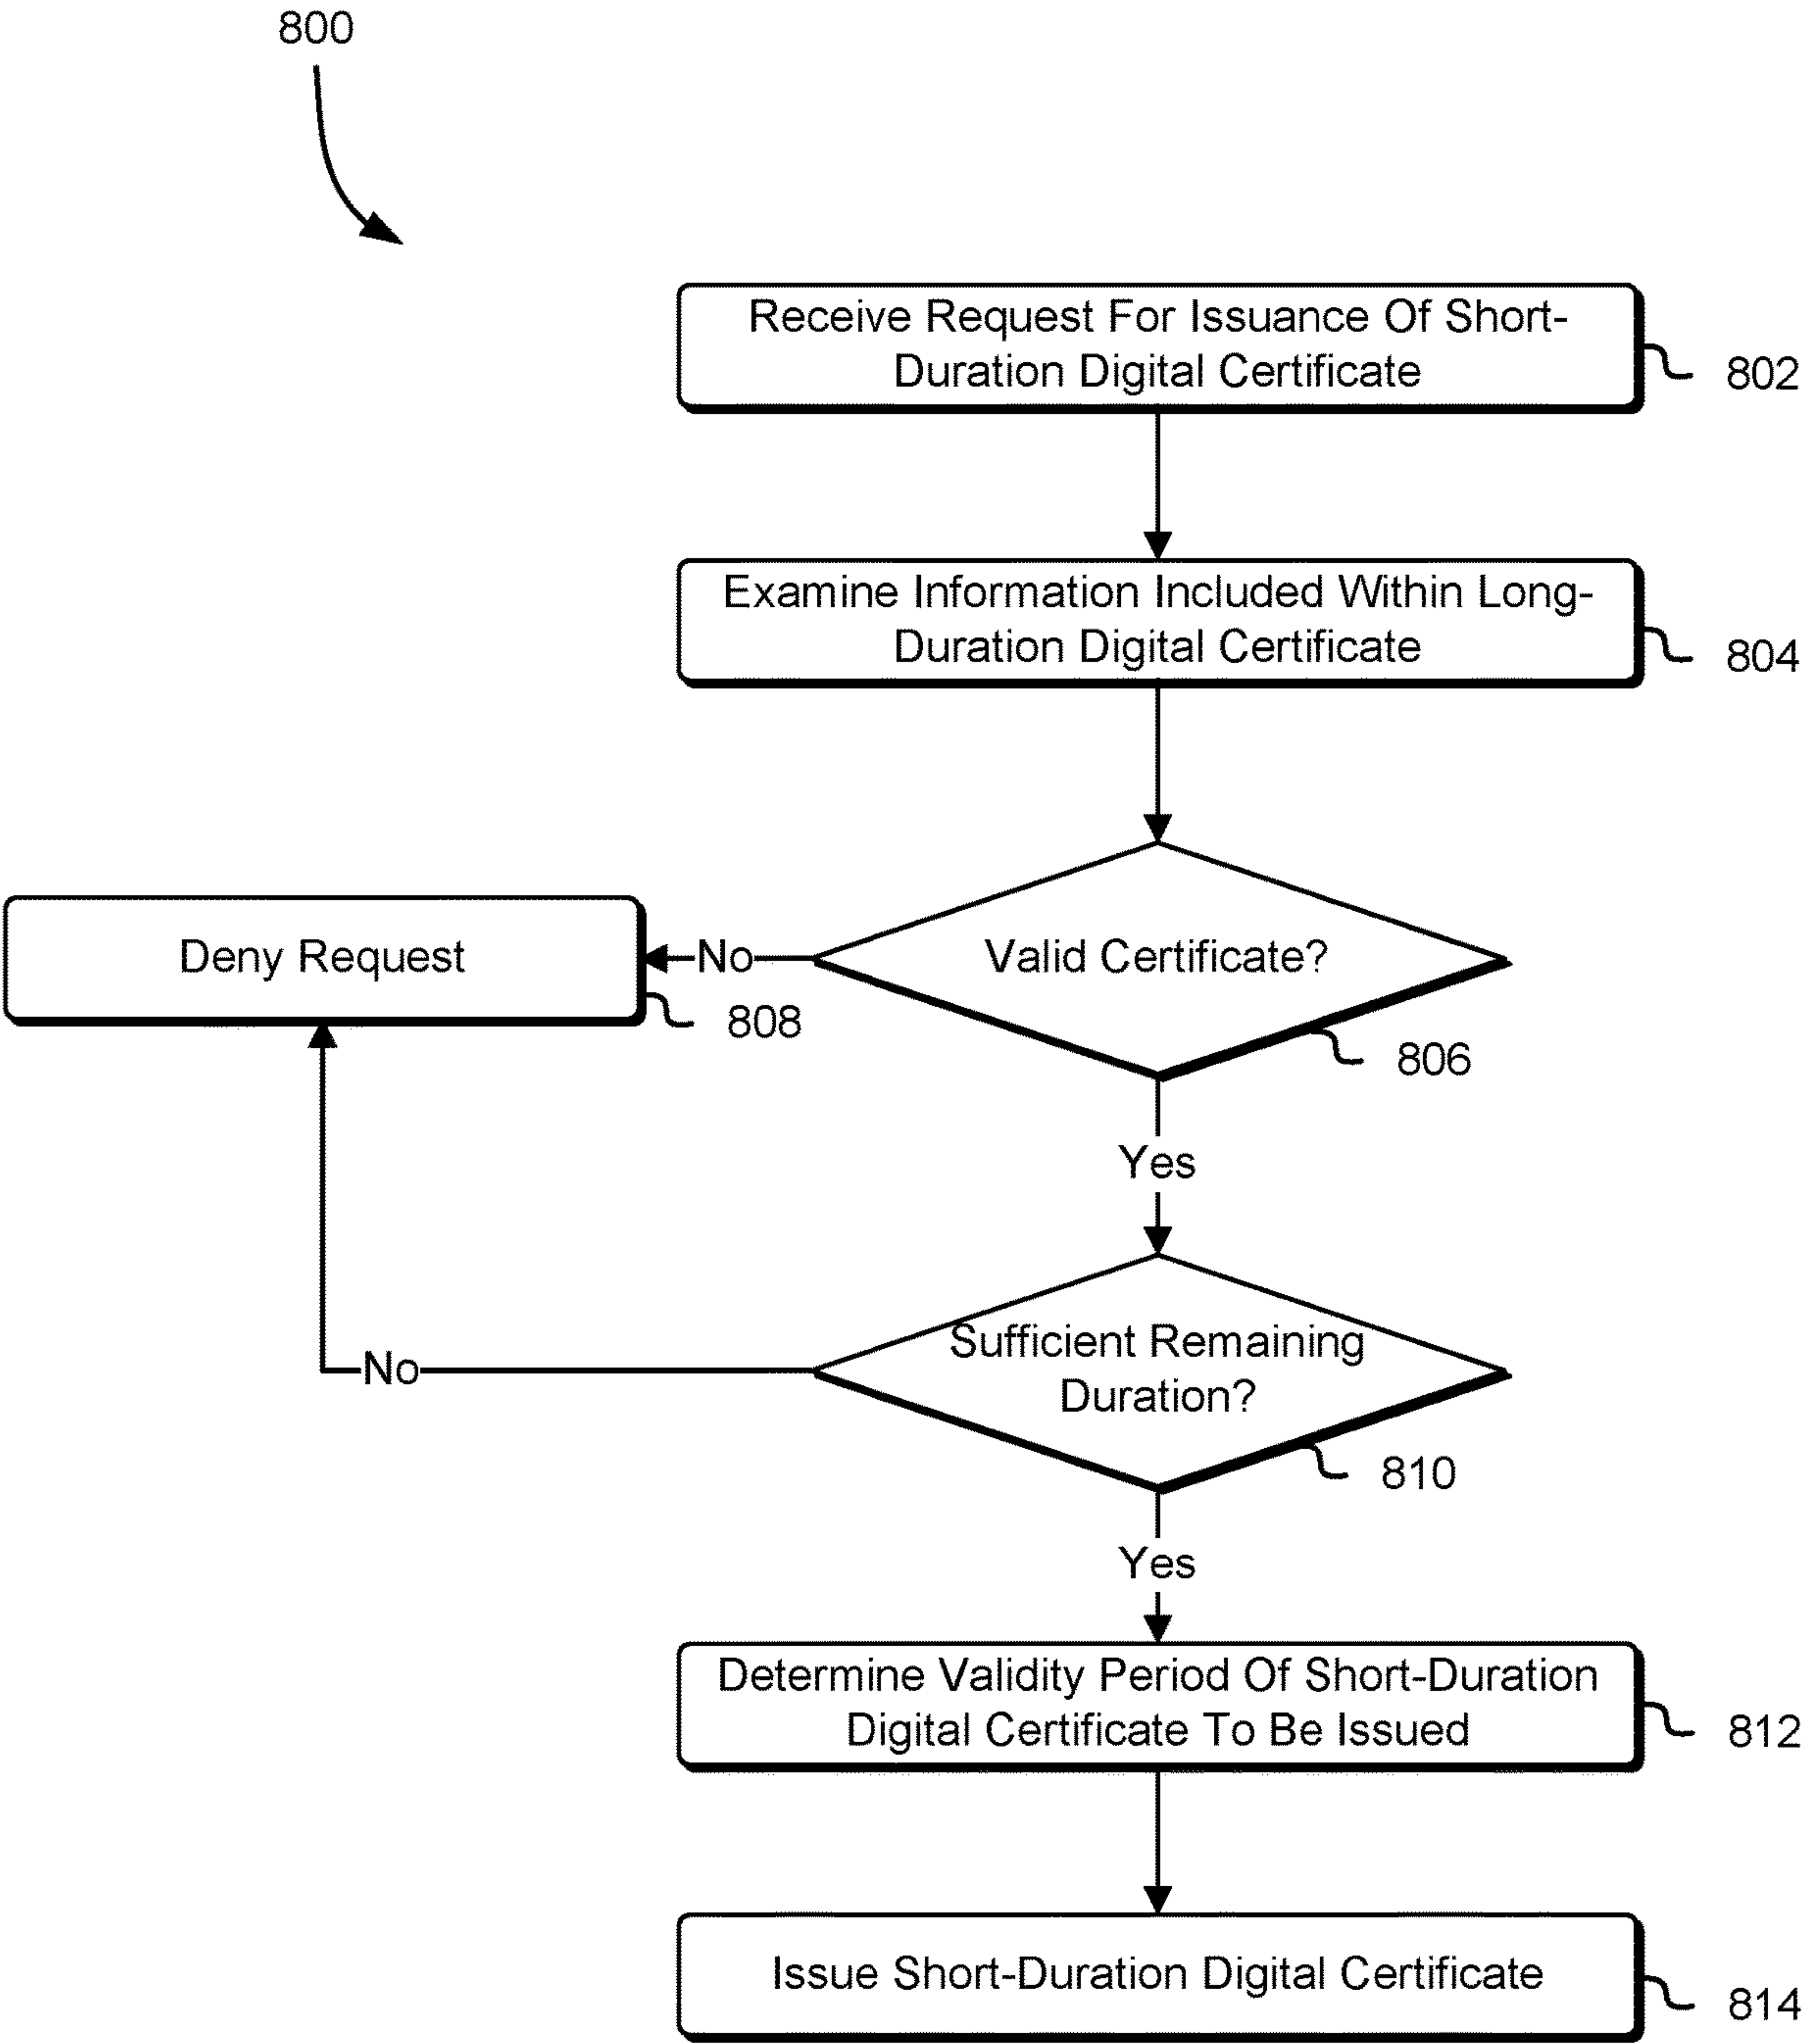 800
Receive Request For Issuance Of Short-
Duration Digital Certificate
802
Examine Information Included Within Long-
Duration Digital Certificate
804
Valid Certificate?
806
No
Deny Request
808
Yes
Sufficient Remaining
Duration?
810
No
Yes
Determine Validity Period Of Short-Duration
Digital Certificate To Be Issued
812
Issue Short-Duration Digital Certificate
814